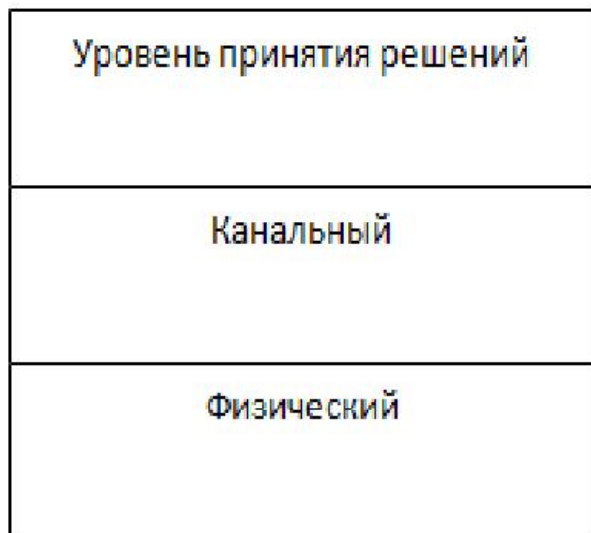 Уровень принятия решений
Канальный
Физический